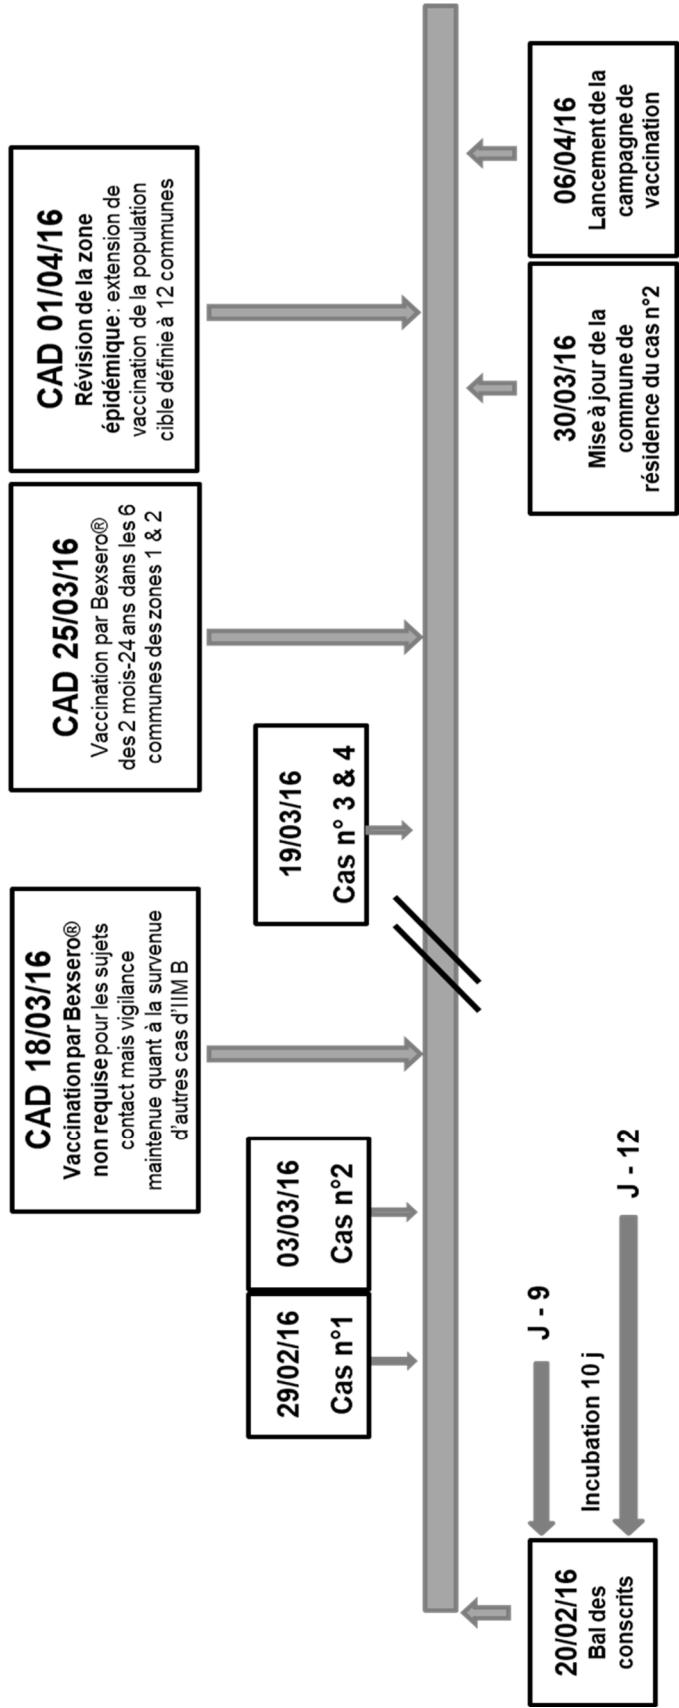 CAD 18/03/16
Vaccination par Bexsero®
non requise pour les sujets
contact mais vigilance
maintenue quant à la survenue
d'autres cas d'IIM B
CAD 25/03/16
Vaccination par Bexsero®
des 2 mois-24 ans dans les 6
communes des zones 1 & 2
CAD 01/04/16
Révision de la zone
épidémique : extension de
vaccination de la population
cible définie à 12 communes
29/02/16
Cas n°1
03/03/16
Cas n°2
19/03/16
Cas n° 3 & 4
20/02/16
Bal des
conscrits
J - 9
Incubation 10 j
J - 12
30/03/16
Mise à jour de la
commune de
résidence du cas n°2
06/04/16
Lancement de la
campagne de
vaccination